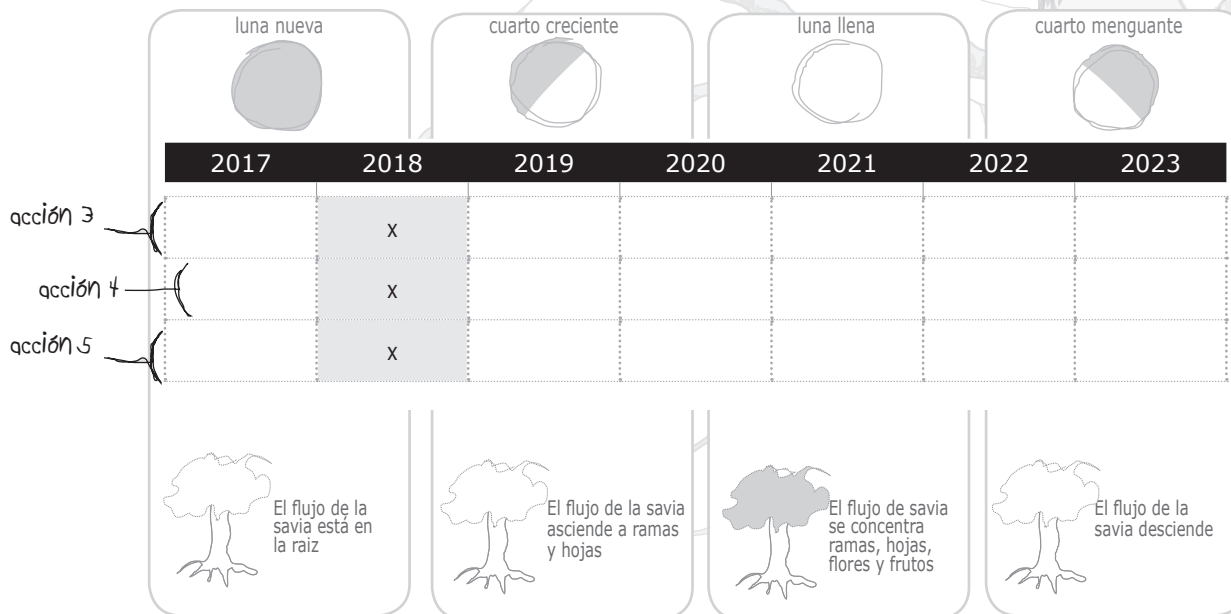 luna nueva
cuarto creciente
luna llena
cuarto menguante
2017 2018 2019 2020 2021 2022 2023
acción 3
x
acción 4
x
acción 5
x
El flujo de la
savia está en
la raiz
El flujo de la savia
asciende a ramas
y hojas
El flujo de savia
se concentra
ramas, hojas,
flores y frutos
El flujo de la
savia desciende